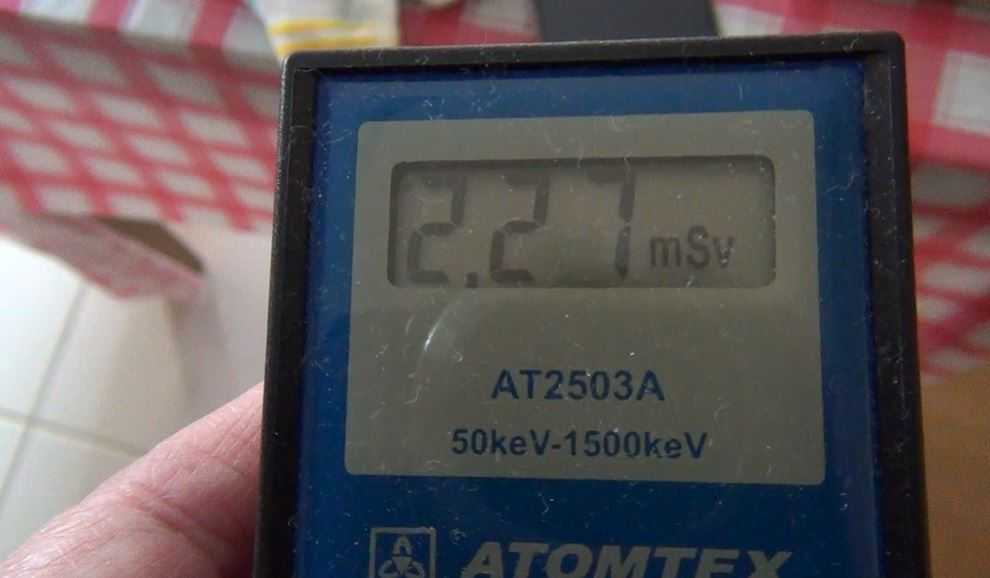 2.27 mSv
AT2503A
50keV-1500keV
ATOMTEX